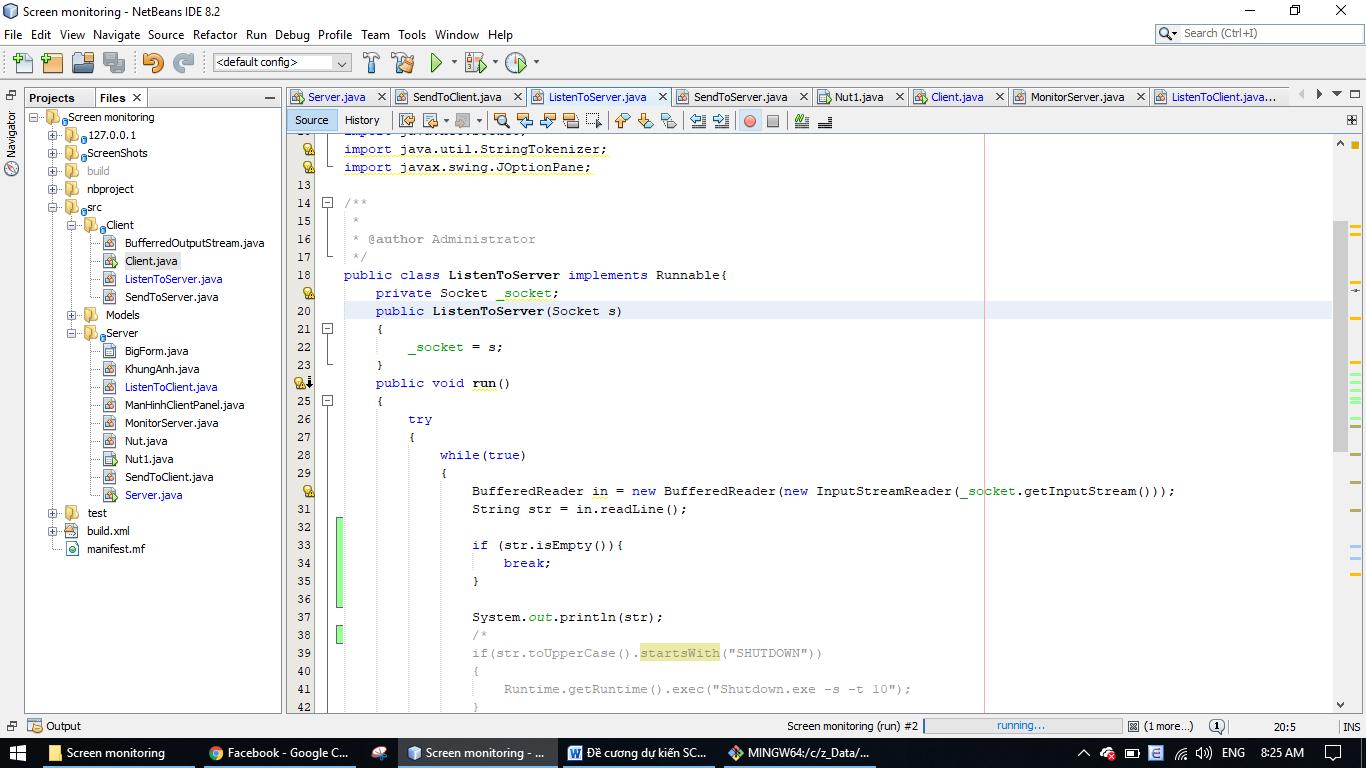 Screen monitoring - NetBeans IDE 8.2
File Edit View Navigate Source Refactor Run Debug Profile Team Tools Window Help
Search (Ctrl+I)
<default config>
Projects Files
Server.java SendToClient.java ListenToServer.java SendToServer.java Nut1.java Client.java MonitorServer.java ListenToClient.java...
Navigator
Source History
Screen monitoring
127.0.0.1
ScreenShots
build
nbproject
src
Client
BufferredOutputStream.java
Client.java
ListenToServer.java
SendToServer.java
Models
Server
BigForm.java
KhungAnh.java
ListenToClient.java
ManHinhClientPanel.java
MonitorServer.java
Nut.java
Nut1.java
SendToClient.java
Server.java
test
build.xml
manifest.mf
import java.util.StringTokenizer;
import javax.swing.JOptionPane;
13
14 /**
15 *
16 * @author Administrator
17 */
18 public class ListenToServer implements Runnable{
private Socket _socket;
20 public ListenToServer(Socket s)
21 {
22 _socket = s;
23 }
public void run()
25 {
26 try
27 {
28 while(true)
29 {
BufferedReader in = new BufferedReader(new InputStreamReader(_socket.getInputStream()));
31 String str = in.readLine();
32
33 if (str.isEmpty()){
34 break;
35 }
36
37 System.out.println(str);
38 /*
39 if(str.toUpperCase().startsWith("SHUTDOWN"))
40 {
41 Runtime.getRuntime().exec("Shutdown.exe -s -t 10");
42 }
Output
Screen monitoring (run) #2 running... (1 more...) 1 20:5 INS
Screen monitoring Facebook - Google C... Screen monitoring - ... Đề cương dự kiến SC... MINGW64:/c/z_Data/... ENG 8:25 AM